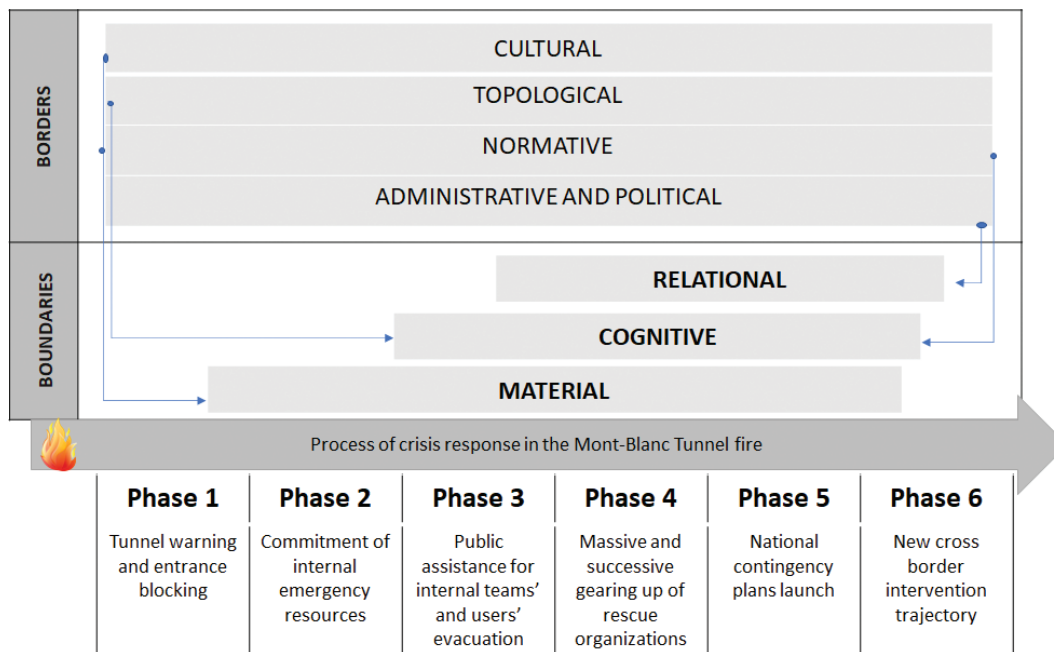 BORDERS
CULTURAL
TOPOLOGICAL
NORMATIVE
ADMINISTRATIVE AND POLITICAL
BOUNDARIES
RELATIONAL
COGNITIVE
MATERIAL
Process of crisis response in the Mont-Blanc Tunnel fire
Phase 1
Tunnel warning
and entrance
blocking
Phase 2
Commitment of
internal
emergency
resources
Phase 3
Public
assistance for
internal teams’
and users’
evacuation
Phase 4
Massive and
successive
gearing up of
rescue
organizations
Phase 5
National
contingency
plans launch
Phase 6
New cross
border
intervention
trajectory